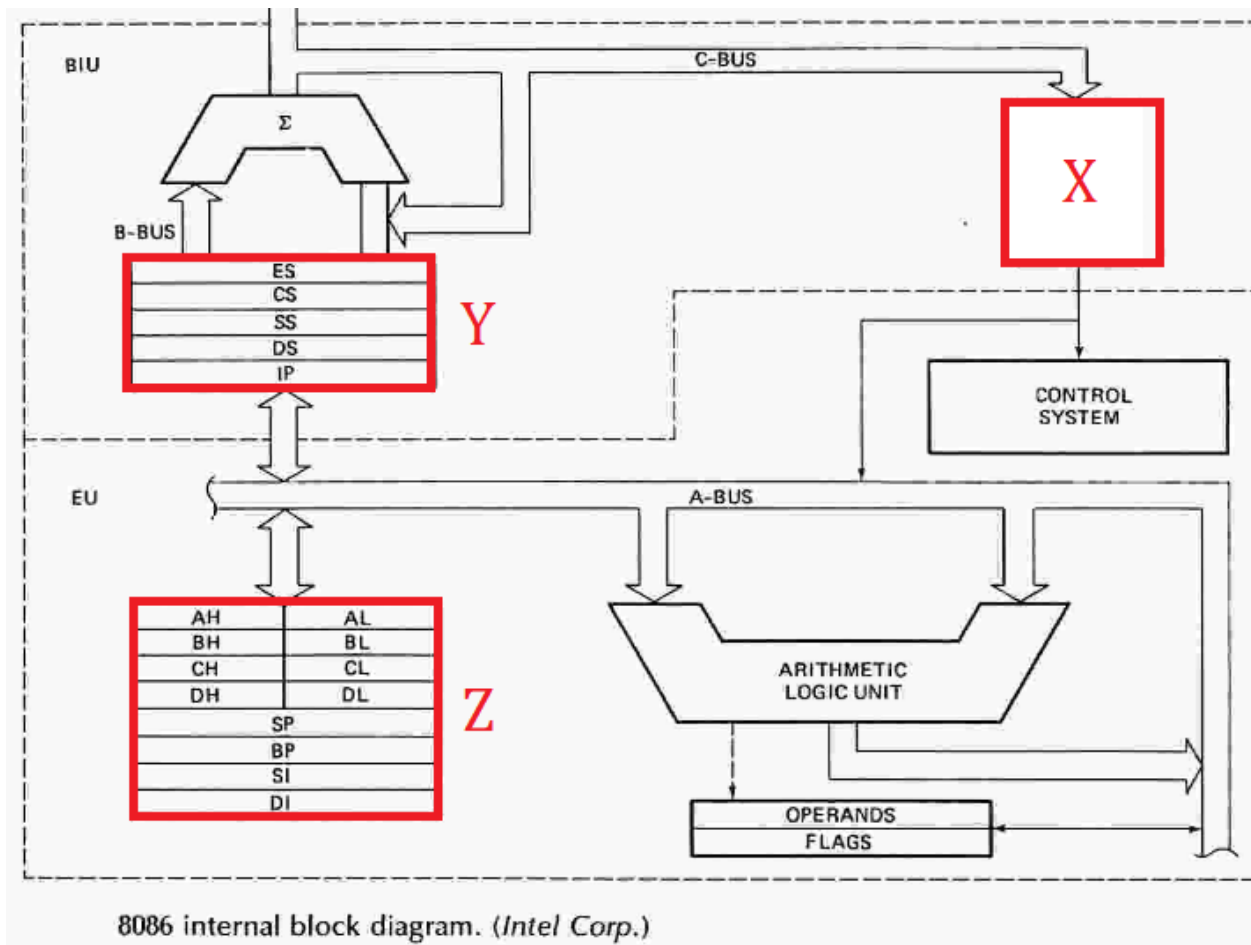 BIU
C-BUS
Σ
X
B-BUS
ES
CS
SS
DS
IP
Y
CONTROL
SYSTEM
EU
A-BUS
AH AL
BH BL
CH CL
DH DL
SP
BP
SI
DI
Z
ARITHMETIC
LOGIC UNIT
OPERANDS
FLAGS
8086 internal block diagram. (Intel Corp.)